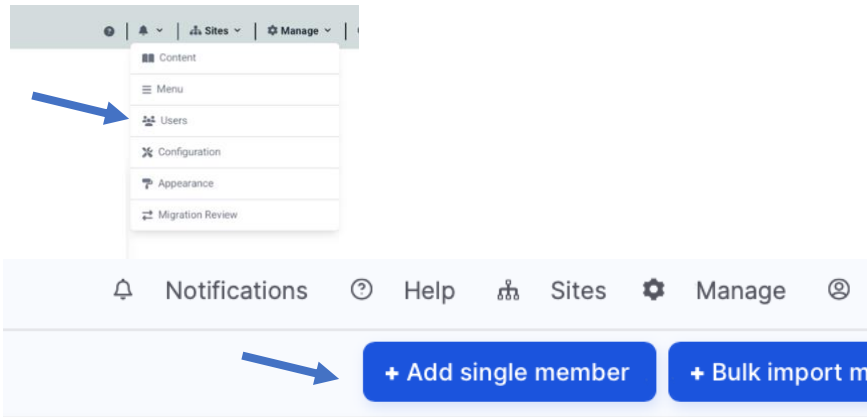 Sites Manage
Content
Menu
Users
Configuration
Appearance
Migration Review
Notifications Help Sites Manage
+ Add single member + Bulk import m